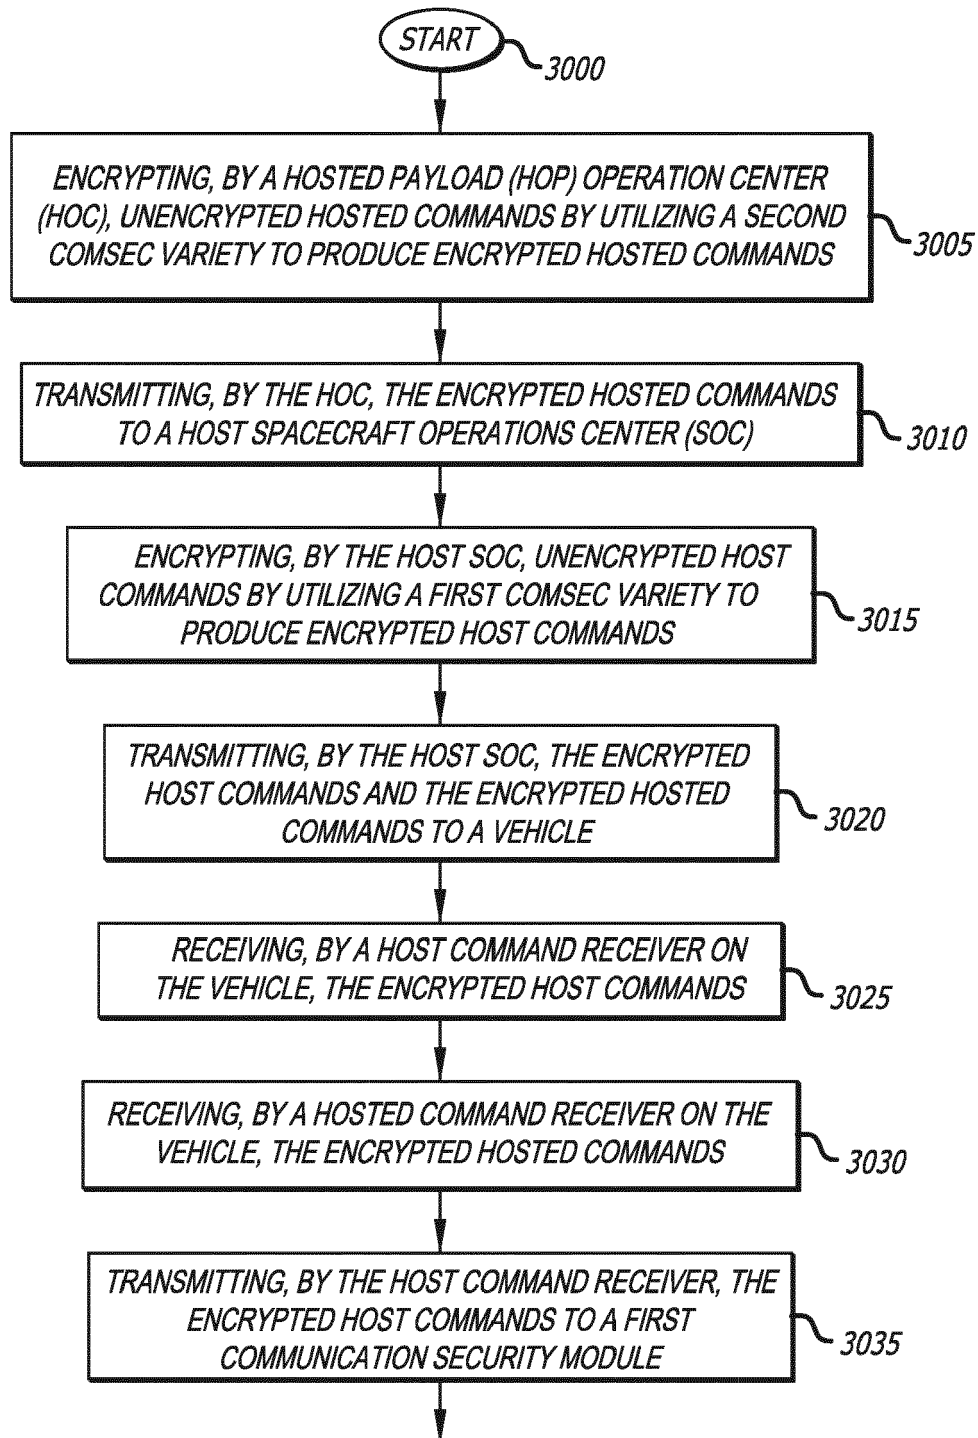 START
3000
ENCRYPTING, BY A HOSTED PAYLOAD (HOP) OPERATION CENTER
(HOC), UNENCRYPTED HOSTED COMMANDS BY UTILIZING A SECOND
COMSEC VARIETY TO PRODUCE ENCRYPTED HOSTED COMMANDS
3005
TRANSMITTING, BY THE HOC, THE ENCRYPTED HOSTED COMMANDS
TO A HOST SPACECRAFT OPERATIONS CENTER (SOC)
3010
ENCRYPTING, BY THE HOST SOC, UNENCRYPTED HOST
COMMANDS BY UTILIZING A FIRST COMSEC VARIETY TO
PRODUCE ENCRYPTED HOST COMMANDS
3015
TRANSMITTING, BY THE HOST SOC, THE ENCRYPTED
HOST COMMANDS AND THE ENCRYPTED HOSTED
COMMANDS TO A VEHICLE
3020
RECEIVING, BY A HOST COMMAND RECEIVER ON
THE VEHICLE, THE ENCRYPTED HOST COMMANDS
3025
RECEIVING, BY A HOSTED COMMAND RECEIVER ON THE
VEHICLE, THE ENCRYPTED HOSTED COMMANDS
3030
TRANSMITTING, BY THE HOST COMMAND RECEIVER, THE
ENCRYPTED HOST COMMANDS TO A FIRST
COMMUNICATION SECURITY MODULE
3035